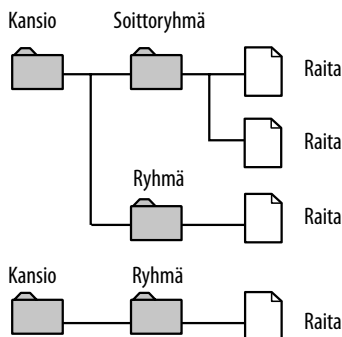 Kansio Soittoryhmä
Raita
Raita
Ryhmä
Raita
Kansio Ryhmä
Raita